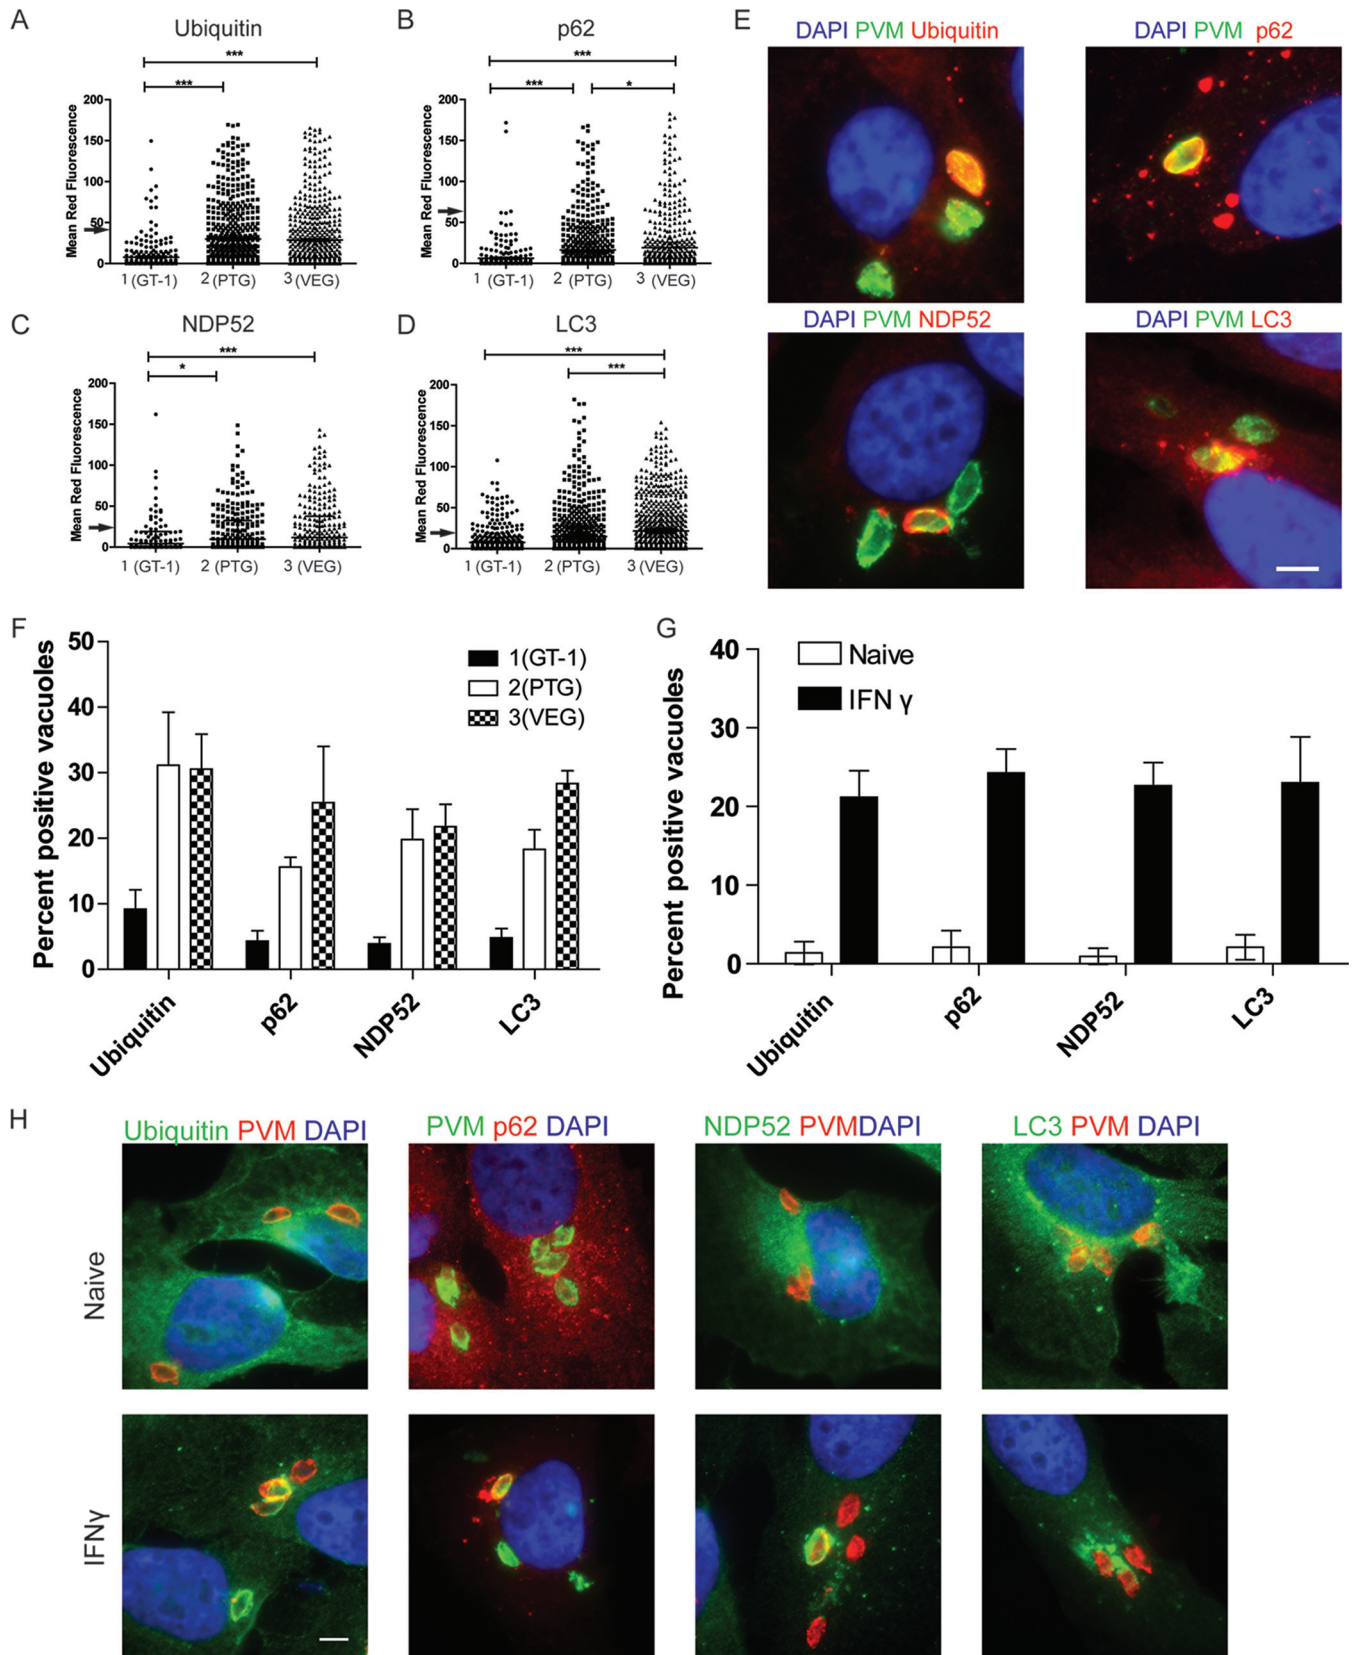 A
Ubiquitin
***
***
Mean Red Fluorescence
200
150
100
50
0
1 (GT-1)
2 (PTG)
3 (VEG)
B
p62
***
***
*
Mean Red Fluorescence
200
150
100
50
0
1 (GT-1)
2 (PTG)
3 (VEG)
C
NDP52
***
*
Mean Red Fluorescence
200
150
100
50
0
1 (GT-1)
2 (PTG)
3 (VEG)
D
LC3
***
***
Mean Red Fluorescence
200
150
100
50
0
1 (GT-1)
2 (PTG)
3 (VEG)
E
DAPI PVM Ubiquitin
DAPI PVM p62
DAPI PVM NDP52
DAPI PVM LC3
F
Percent positive vacuoles
50
40
30
20
10
0
1(GT-1)
2(PTG)
3(VEG)
Ubiquitin
p62
NDP52
LC3
G
Percent positive vacuoles
40
30
20
10
0
Naive
IFN γ
Ubiquitin
p62
NDP52
LC3
H
Ubiquitin PVM DAPI
PVM p62 DAPI
NDP52 PVMDAPI
LC3 PVM DAPI
Naive
IFNγ